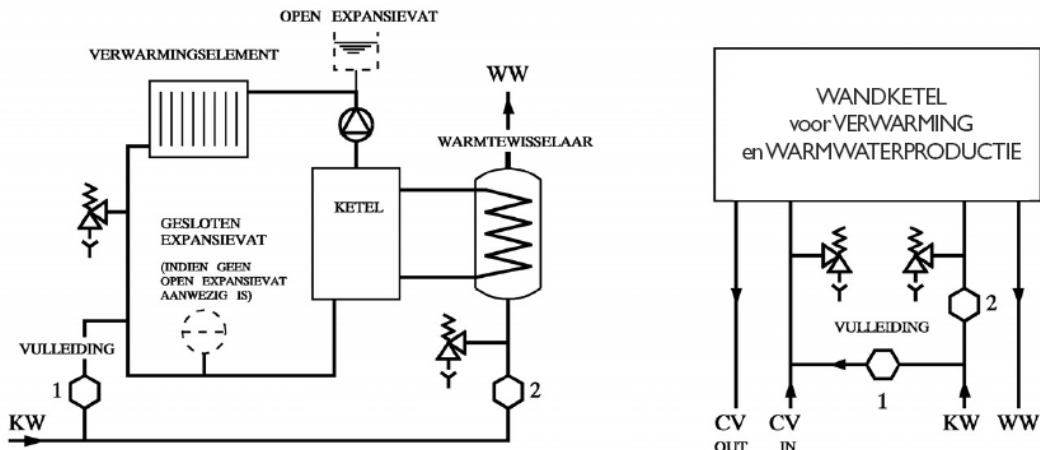 OPEN EXPANSIEVAT
VERWARMINGSELEMENT
WW
WARMTEWISSELAAR
KETEL
GESLOTEN
EXPANSIEVAT
(INDIEN GEEN
OPEN EXPANSIEVAT
AANWEZIG IS)
VULLEIDING
1
2
KW
WANDKETEL
voor VERWARMING
en WARMWATERPRODUCTIE
2
VULLEIDING
1
CV
OUT
CV
IN
KW
WW